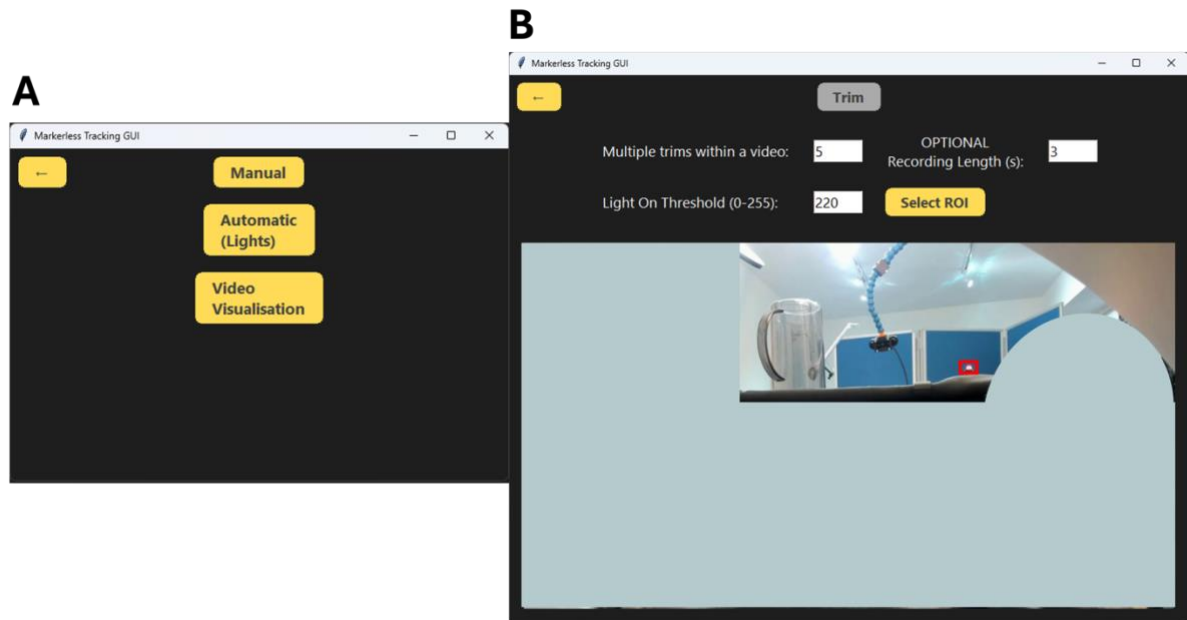 A
Markerless Tracking GUI
←
Manual
Automatic
(Lights)
Video
Visualisation
B
Markerless Tracking GUI
←
Trim
Multiple trims within a video:
5
OPTIONAL
Recording Length (s):
3
Light On Threshold (0-255):
220
Select ROI